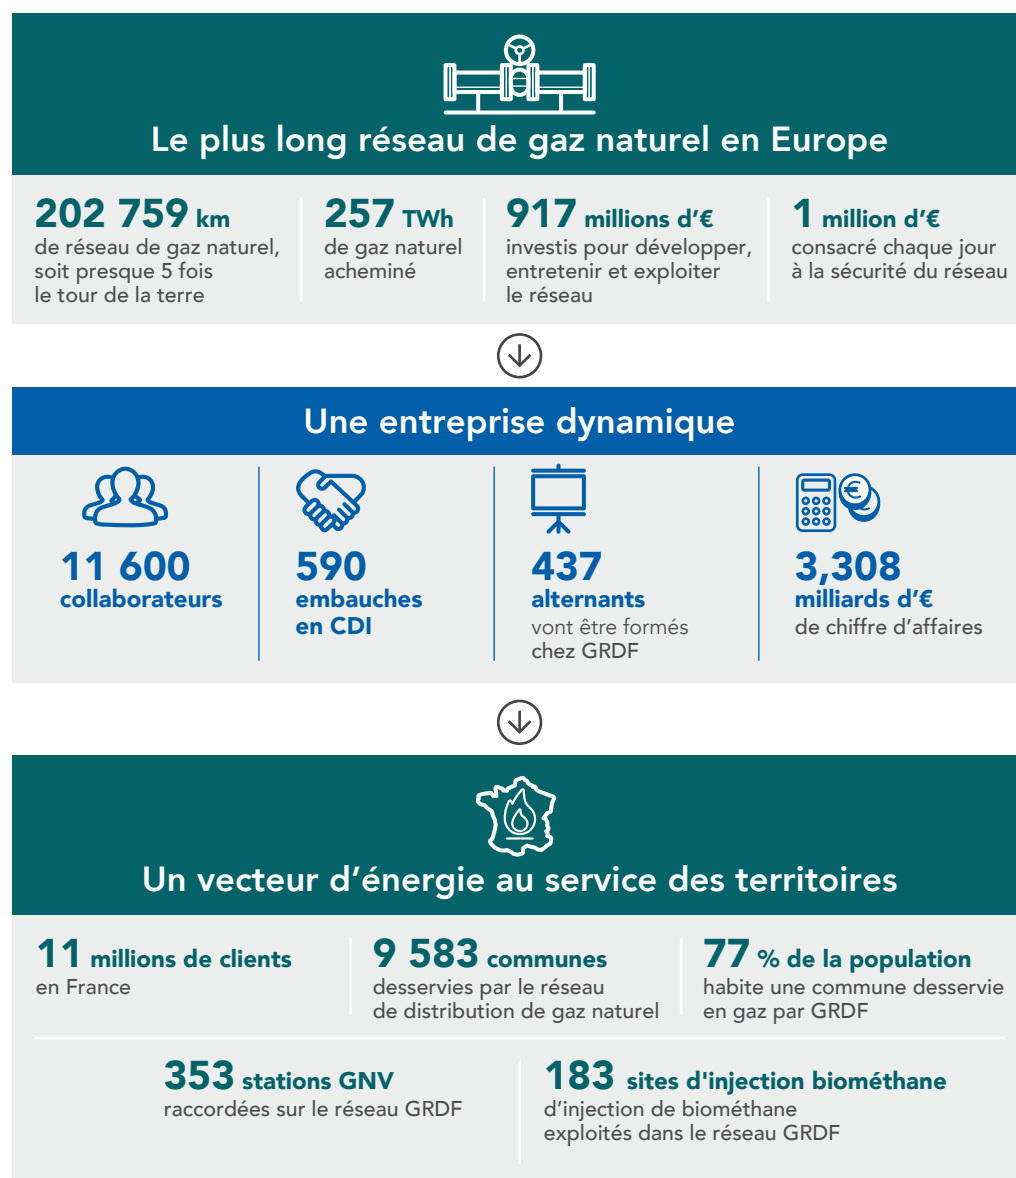 Le plus long réseau de gaz naturel en Europe
202 759 km
de réseau de gaz naturel,
soit presque 5 fois
le tour de la terre
257 TWh
de gaz naturel
acheminé
917 millions d’€
investis pour développer,
entretenir et exploiter
le réseau
1 million d’€
consacré chaque jour
à la sécurité du réseau
Une entreprise dynamique
11 600
collaborateurs
590
embauches
en CDI
437
alternants
vont être formés
chez GRDF
3,308
milliards d’€
de chiffre d’affaires
Un vecteur d’énergie au service des territoires
11 millions de clients
en France
9 583 communes
desservies par le réseau
de distribution de gaz naturel
77 % de la population
habite une commune desservie
en gaz par GRDF
353 stations GNV
raccordées sur le réseau GRDF
183 sites d'injection biométhane
d’injection de biométhane
exploités dans le réseau GRDF